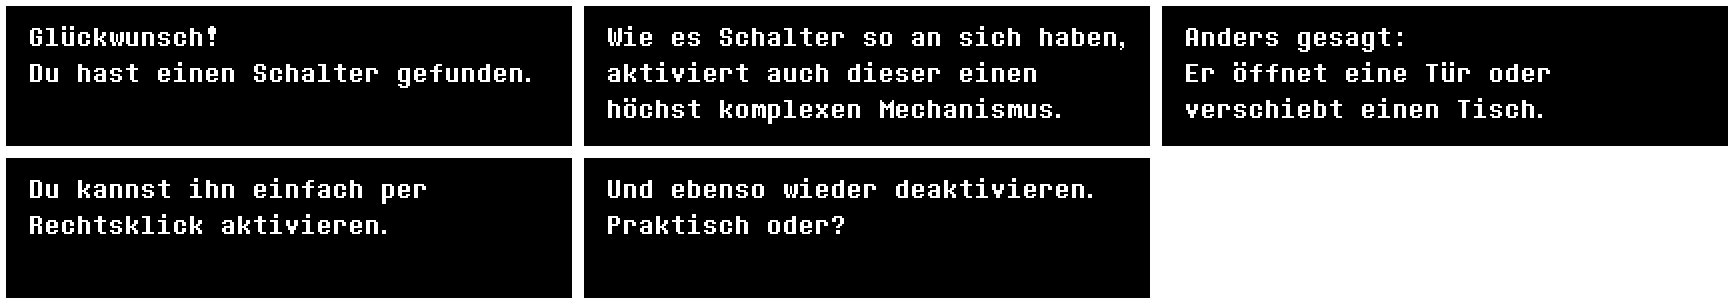 Glückwunsch!
Du hast einen Schalter gefunden.
Wie es Schalter so an sich haben,
aktiviert auch dieser einen
höchst komplexen Mechanismus.
Anders gesagt:
Er öffnet eine Tür oder
verschiebt einen Tisch.
Du kannst ihn einfach per
Rechtsklick aktivieren.
Und ebenso wieder deaktivieren.
Praktisch oder?